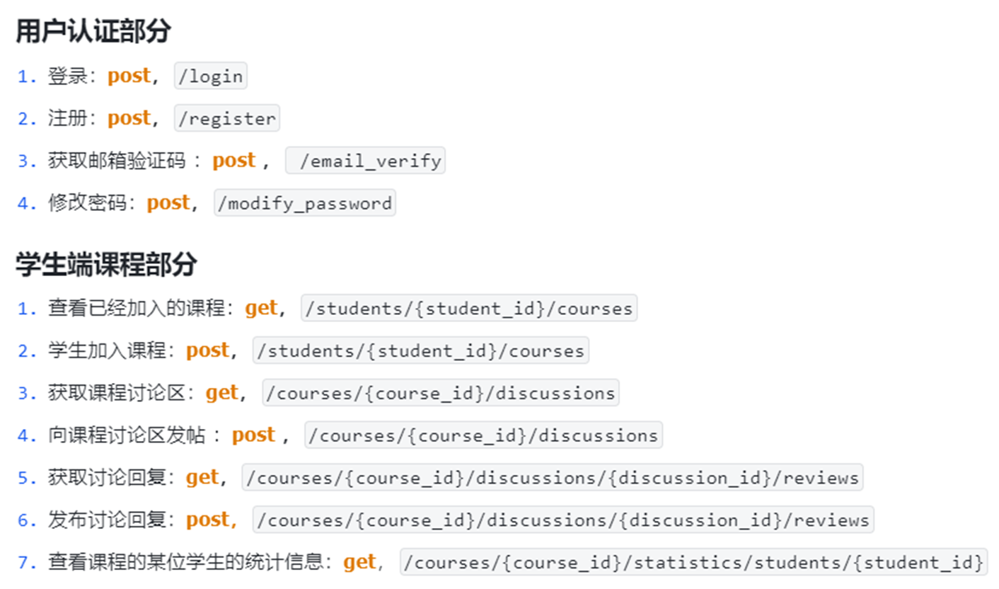 用户认证部分
1. 登录：post， /login
2. 注册：post， /register
3. 获取邮箱验证码 ：post ， /email_verify
4. 修改密码：post， /modify_password
学生端课程部分
1. 查看已经加入的课程：get， /students/{student_id}/courses
2. 学生加入课程：post， /students/{student_id}/courses
3. 获取课程讨论区：get， /courses/{course_id}/discussions
4. 向课程讨论区发帖 ：post ， /courses/{course_id}/discussions
5. 获取讨论回复：get， /courses/{course_id}/discussions/{discussion_id}/reviews
6. 发布讨论回复：post， /courses/{course_id}/discussions/{discussion_id}/reviews
7. 查看课程的某位学生的统计信息：get， /courses/{course_id}/statistics/students/{student_id}